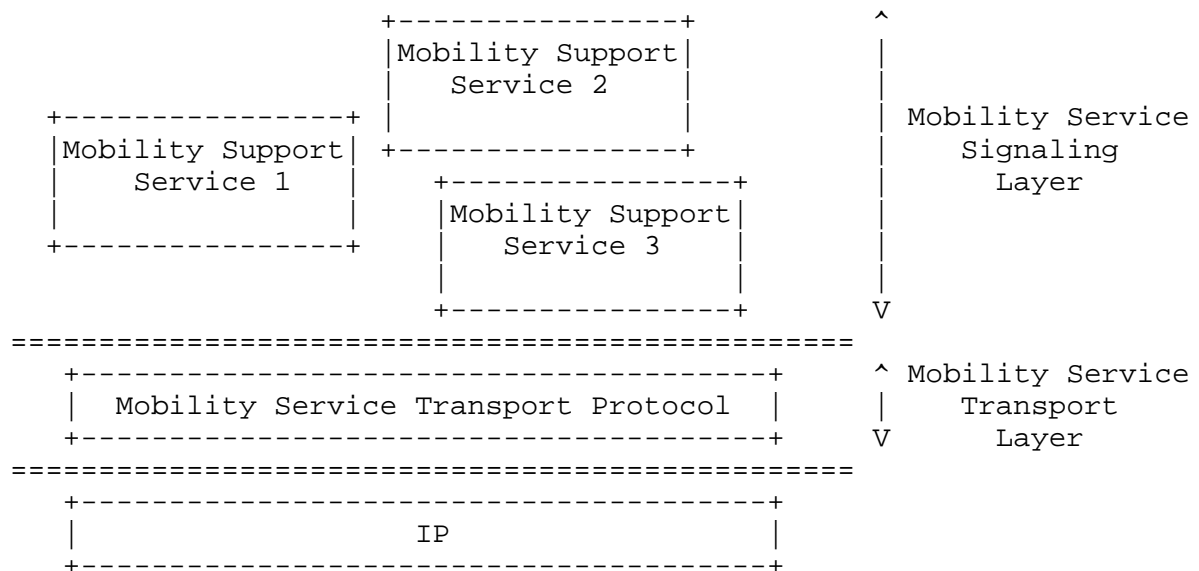 Mobility Support
Service 2
Mobility Support
Service 1
Mobility Support
Service 3
Mobility Service
Signaling
Layer
Mobility Service Transport Protocol
Mobility Service
Transport
Layer
IP